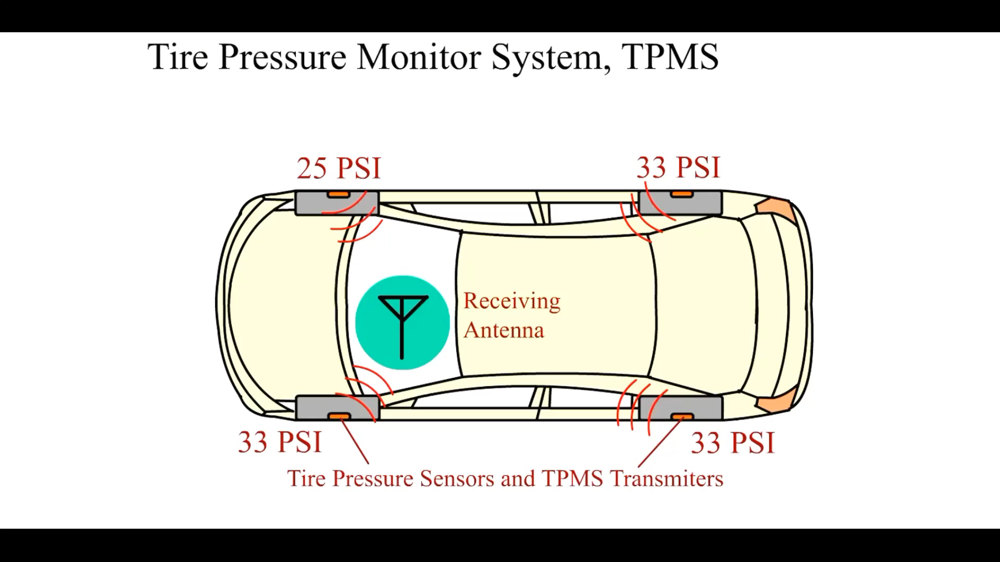 Tire Pressure Monitor System, TPMS
25 PSI
33 PSI
Receiving
Antenna
33 PSI
33 PSI
Tire Pressure Sensors and TPMS Transmiters